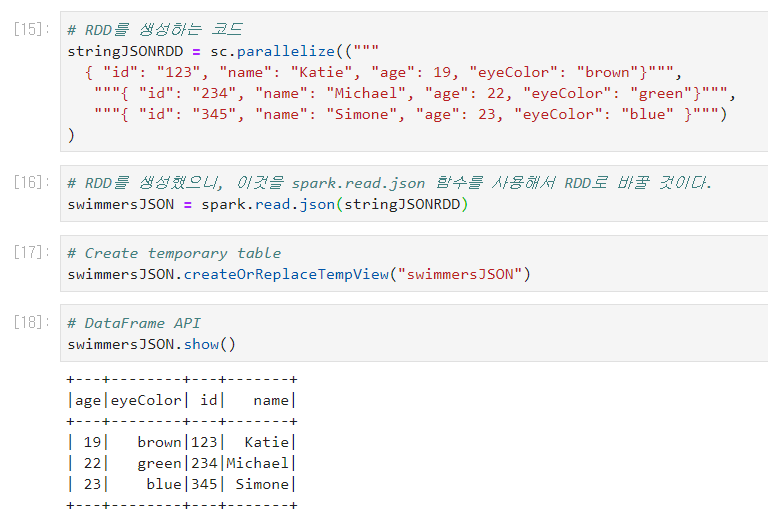 [15]: # RDD를 생성하는 코드
stringJSONRDD = sc.parallelize(("""
  { "id": "123", "name": "Katie", "age": 19, "eyeColor": "brown"}""",
   """{ "id": "234", "name": "Michael", "age": 22, "eyeColor": "green"}""",
   """{ "id": "345", "name": "Simone", "age": 23, "eyeColor": "blue" }""")
)
[16]: # RDD를 생성했으니, 이것을 spark.read.json 함수를 사용해서 RDD로 바꿀 것이다.
swimmersJSON = spark.read.json(stringJSONRDD)
[17]: # Create temporary table
swimmersJSON.createOrReplaceTempView("swimmersJSON")
[18]: # DataFrame API
swimmersJSON.show()
+---+--------+---+-------+
|age|eyeColor| id|   name|
+---+--------+---+-------+
| 19|   brown|123|  Katie|
| 22|   green|234|Michael|
| 23|    blue|345| Simone|
+---+--------+---+-------+